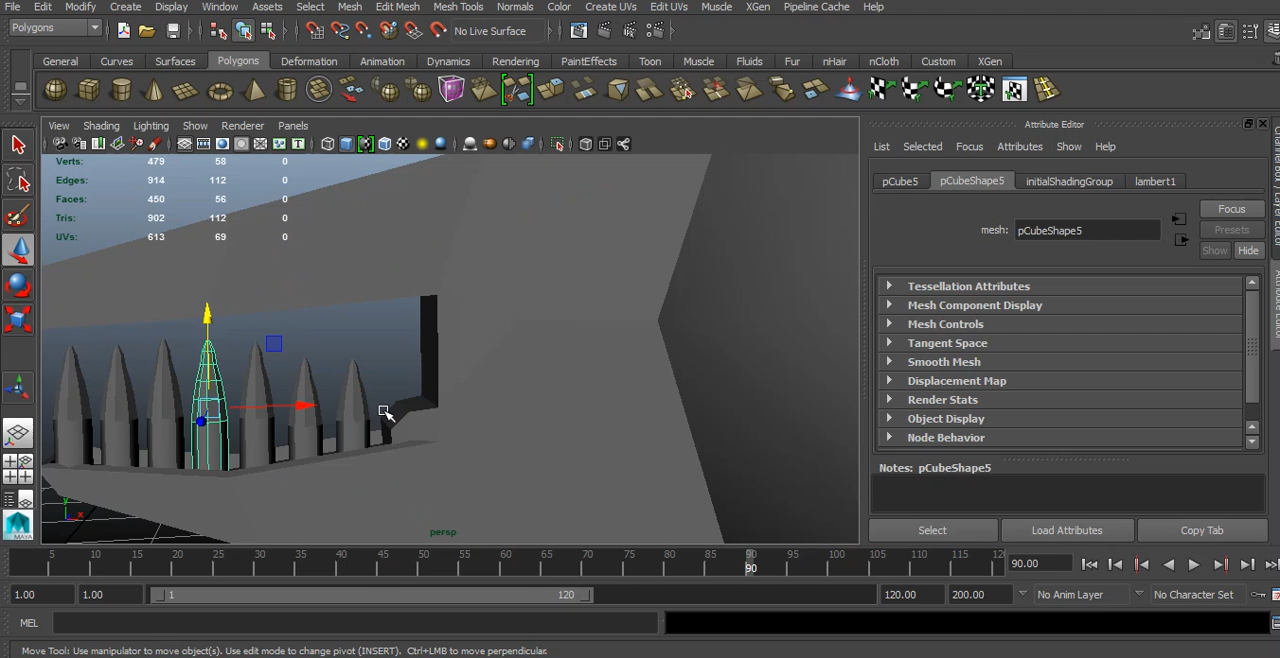 File Edit Modify Create Display Window Assets Select Mesh Edit Mesh Mesh Tools Normals Color Create UVs Edit UVs Muscle XGen Pipeline Cache Help
Polygons No Live Surface
General Curves Surfaces Polygons Deformation Animation Dynamics Rendering PaintEffects Toon Muscle Fluids Fur nHair nCloth Custom XGen
View Shading Lighting Show Renderer Panels
Attribute Editor
List Selected Focus Attributes Show Help
Verts: 479 58 0
Edges: 914 112 0
Faces: 450 56 0
Tris: 902 112 0
UVs: 613 69 0
pCube5 pCubeShape5 initialShadingGroup lambert1
Focus
mesh: pCubeShape5
Presets
Show Hide
Tessellation Attributes
Mesh Component Display
Mesh Controls
Tangent Space
Smooth Mesh
Displacement Map
Render Stats
Object Display
Node Behavior
Notes: pCubeShape5
y
x
persp
Select Load Attributes Copy Tab
5 10 15 20 25 30 35 40 45 50 55 60 65 70 75 80 85 90 95 100 105 110 115 90.00
90
1.00 1.00 1 120 120.00 200.00 No Anim Layer No Character Set
MEL
Move Tool: Use manipulator to move object(s). Use edit mode to change pivot (INSERT). Ctrl+LMB to move perpendicular.